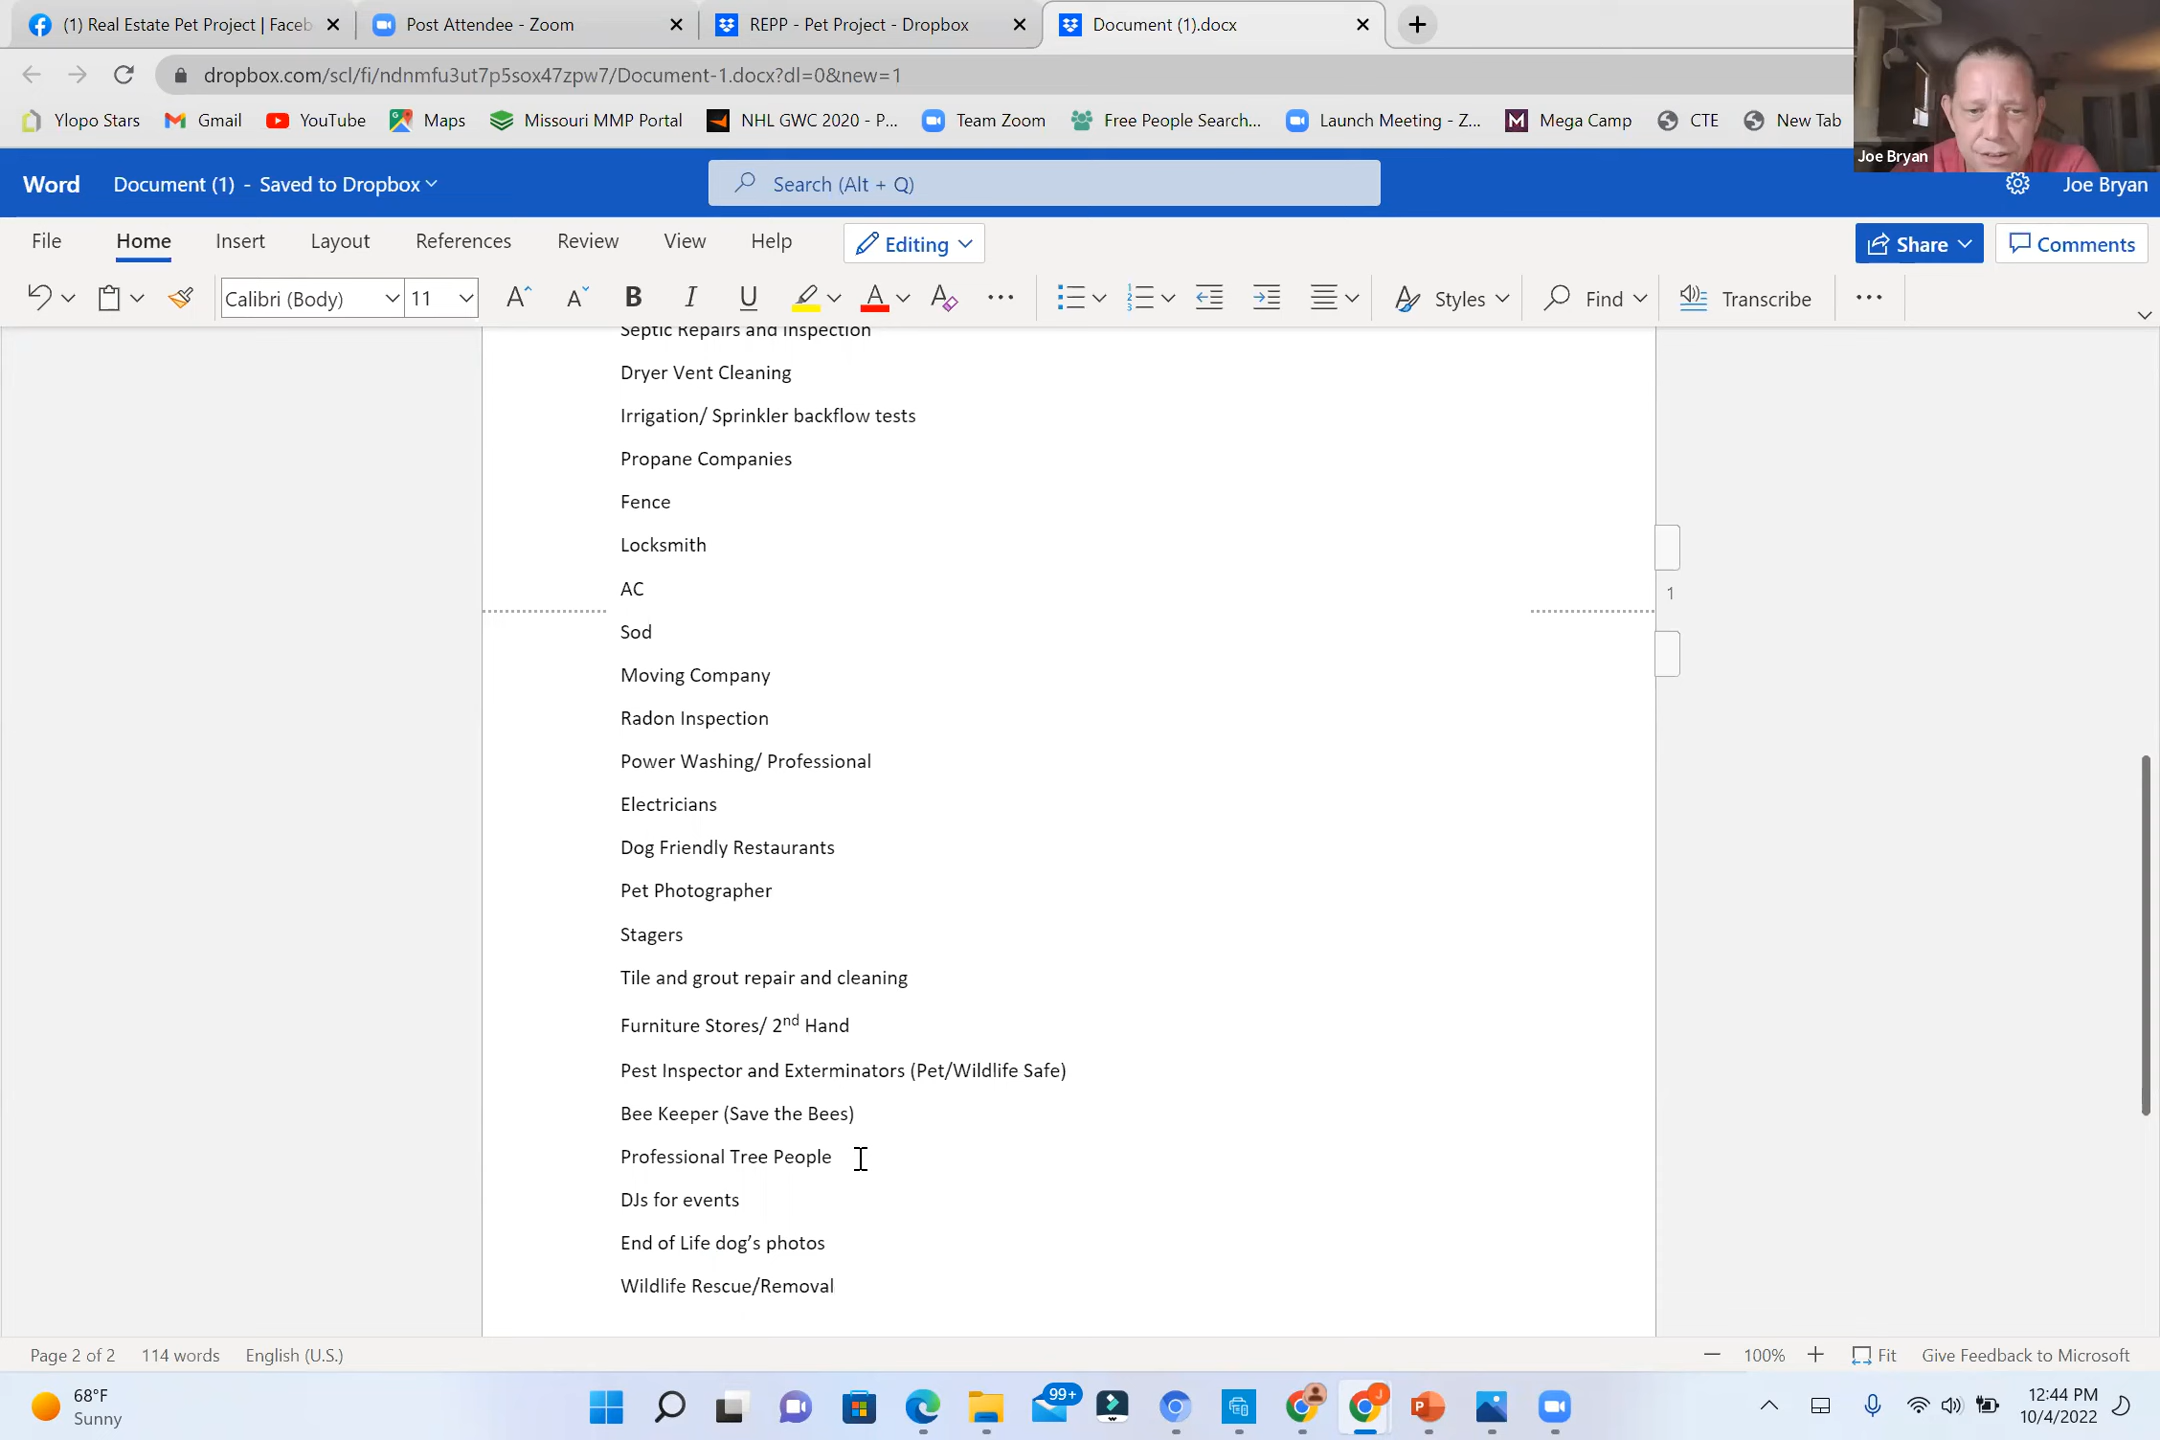 (1) Real Estate Pet Project | Faceb
Post Attendee - Zoom
REPP - Pet Project - Dropbox
Document (1).docx
dropbox.com/scl/fi/ndnmfu3ut7p5sox47zpw7/Document-1.docx?dl=0&new=1
Ylopo Stars Gmail YouTube Maps Missouri MMP Portal NHL GWC 2020 - P... Team Zoom Free People Search... Launch Meeting - Z... Mega Camp CTE New Tab
Joe Bryan
Word Document (1) - Saved to Dropbox Search (Alt + Q) Joe Bryan
File Home Insert Layout References Review View Help Editing Share Comments
Calibri (Body) 11 A A B I U A A Styles Find Transcribe
Septic Repairs and Inspection
Dryer Vent Cleaning
Irrigation/ Sprinkler backflow tests
Propane Companies
Fence
Locksmith
AC
1
Sod
Moving Company
Radon Inspection
Power Washing/ Professional
Electricians
Dog Friendly Restaurants
Pet Photographer
Stagers
Tile and grout repair and cleaning
Furniture Stores/ 2nd Hand
Pest Inspector and Exterminators (Pet/Wildlife Safe)
Bee Keeper (Save the Bees)
Professional Tree People
DJs for events
End of Life dog’s photos
Wildlife Rescue/Removal
Page 2 of 2 114 words English (U.S.) 100% Fit Give Feedback to Microsoft
68°F
Sunny
99+
12:44 PM
10/4/2022